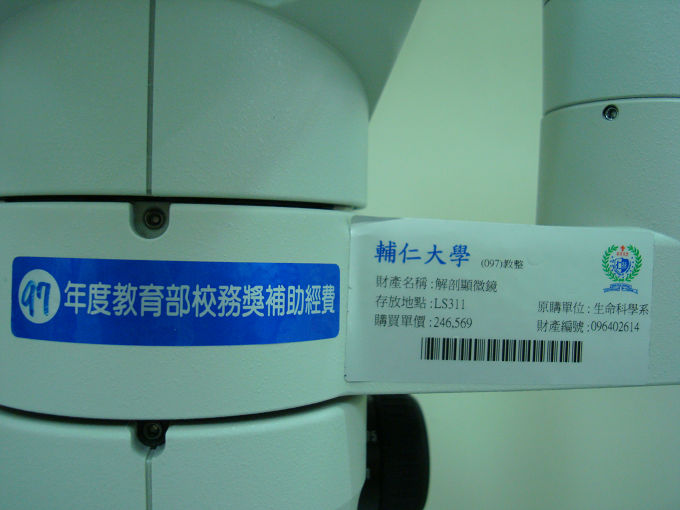 97年度教育部校務獎補助經費
輔仁大學 (097)教整
財產名稱:解剖顯微鏡
存放地點:LS311
原購單位:生命科學系
購買單價:246,569
財產編號:096402614